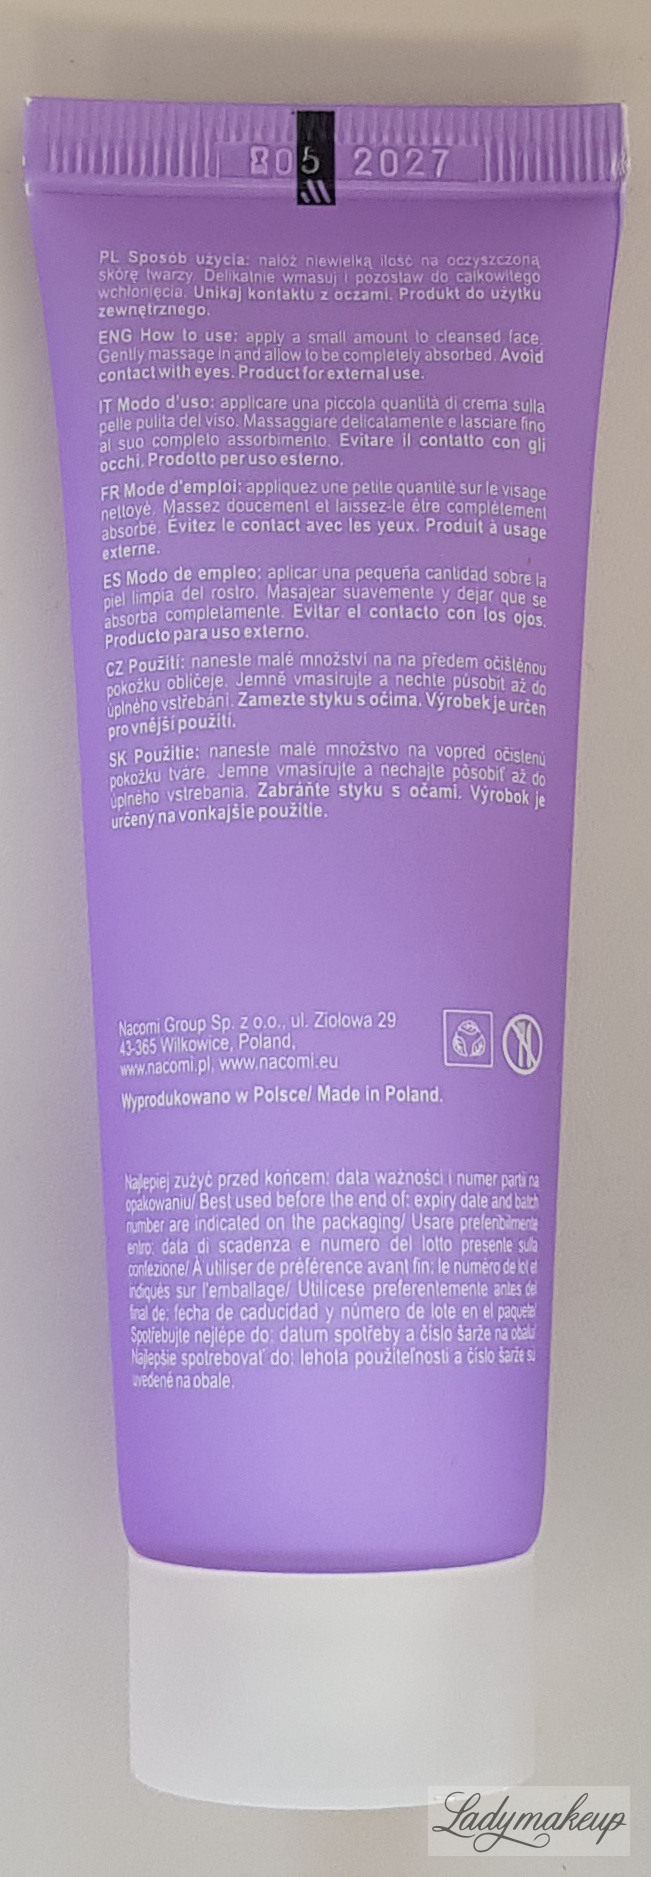 05 2027
PL Sposób użycia: nałóż niewielką ilość na oczyszczoną
skórę twarzy. Delikatnie wmasuj i pozostaw do całkowitego
wchłonięcia. Unikaj kontaktu z oczami. Produkt do użytku
zewnętrznego.
ENG How to use: apply a small amount to cleansed face.
Gently massage in and allow to be completely absorbed. Avoid
contact with eyes. Product for external use.
IT Modo d'uso: applicare una piccola quantità di crema sulla
pelle pulita del viso. Massaggiare delicatamente e lasciare fino
al suo completo assorbimento. Evitare il contatto con gli
occhi. Prodotto per uso esterno.
FR Mode d'emploi: appliquez une petite quantité sur le visage
nettoyé. Massez doucement et laissez-le être complètement
absorbé. Évitez le contact avec les yeux. Produit à usage
externe.
ES Modo de empleo: aplicar una pequeña cantidad sobre la
piel limpia del rostro. Masajear suavemente y dejar que se
absorba completamente. Evitar el contacto con los ojos.
Producto para uso externo.
CZ Použití: naneste malé množství na na předem očištěnou
pokožku obličeje. Jemně vmasírujte a nechte působit až do
úplného vstřebání. Zamezte styku s očima. Výrobek je určen
pro vnější použití.
SK Použitie: naneste malé množstvo na vopred očistenú
pokožku tváre. Jemne vmasírujte a nechajte pôsobiť až do
úplného vstrebania. Zabráňte styku s očami. Výrobok je
určený na vonkajšie použitie.
Nacomi Group Sp. z o.o., ul. Ziołowa 29
43-365 Wilkowice, Poland,
www.nacomi.pl, www.nacomi.eu
Wyprodukowano w Polsce/ Made in Poland.
Najlepiej zużyć przed końcem: data ważności i numer partii na
opakowaniu/ Best used before the end of: expiry date and batch
number are indicated on the packaging/ Usare preferibilmente
entro: data di scadenza e numero del lotto presente sulla
confezione/ À utiliser de préférence avant fin: le numéro de lot et
indiqués sur l'emballage/ Utilícese preferentemente antes del
final de: fecha de caducidad y número de lote en el paquete/
Spotřebujte nejlépe do: datum spotřeby a číslo šarže na obalu/
Najlepšie spotrebovať do: lehota použiteľnosti a číslo šarže sú
uvedené na obale.
Ladymakeup